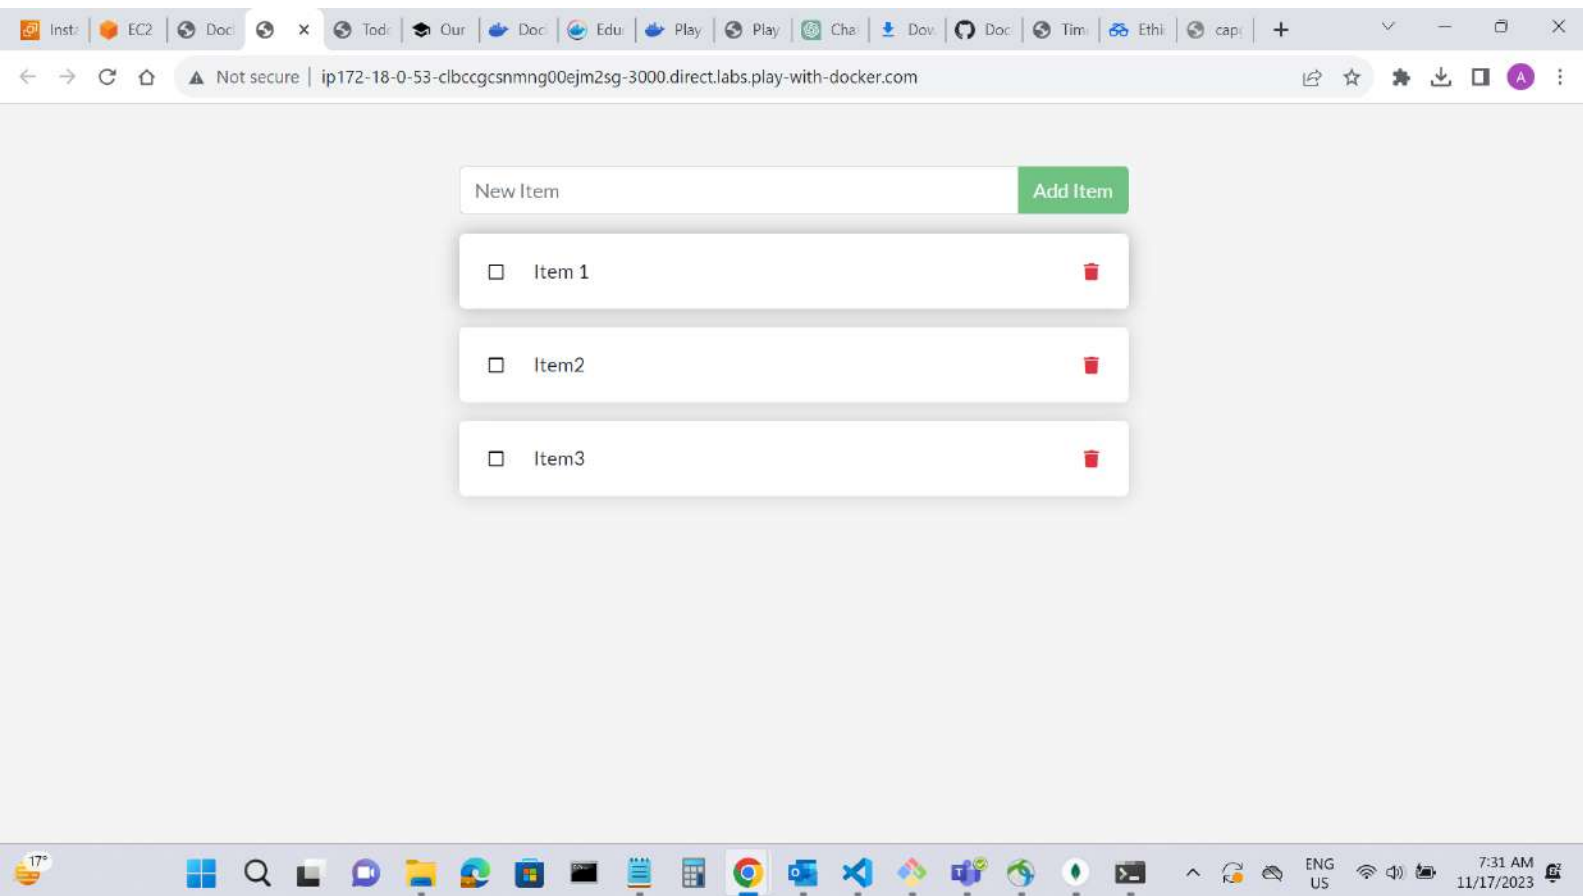 Inst EC2 Doc Tod Our Doc Edu Play Play Cha Dov Doc Tim Ethi cap
Not secure ip172-18-0-53-clbccgcsnmng00ejm2sg-3000.direct.labs.play-with-docker.com A
New Item Add Item
Item 1
Item2
Item3
17°
ENG
US
7:31 AM
11/17/2023